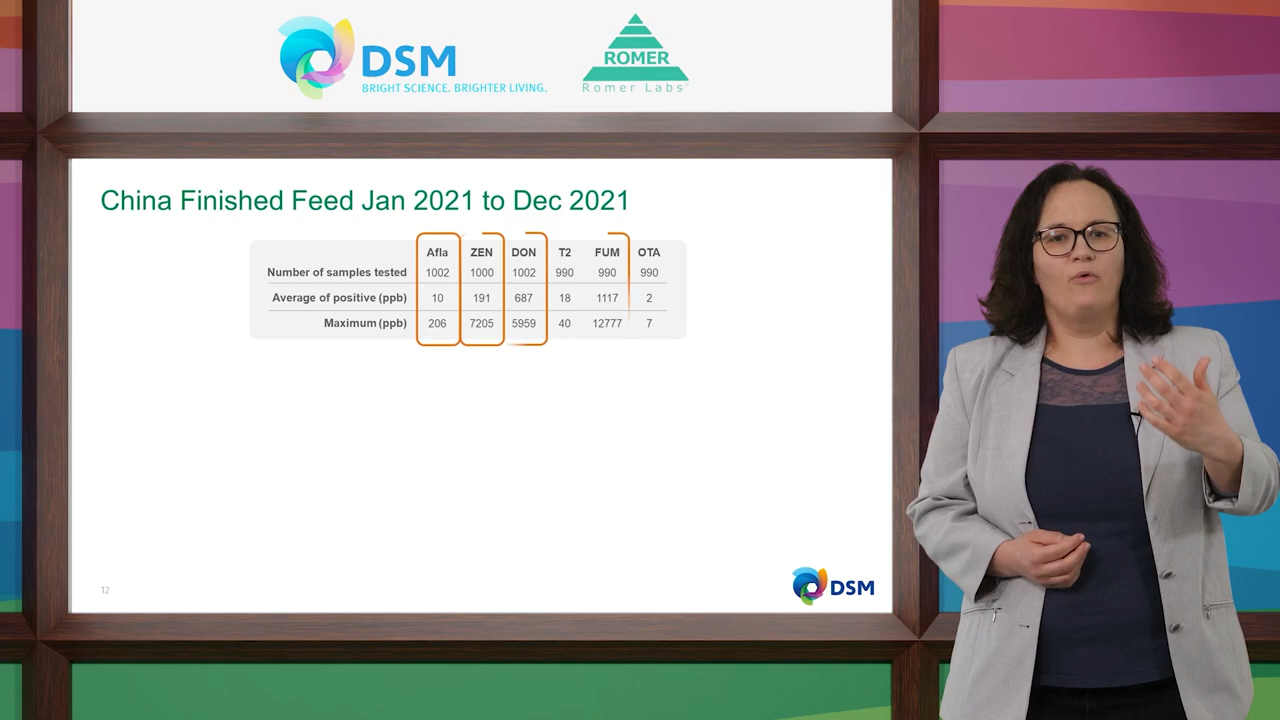 DSM
BRIGHT SCIENCE. BRIGHTER LIVING.
ROMER
Romer Labs®
China Finished Feed Jan 2021 to Dec 2021
Afla ZEN DON T2 FUM OTA
Number of samples tested 1002 1000 1002 990 990 990
Average of positive (ppb) 10 191 687 18 1117 2
Maximum (ppb) 206 7205 5959 40 12777 7
12
DSM